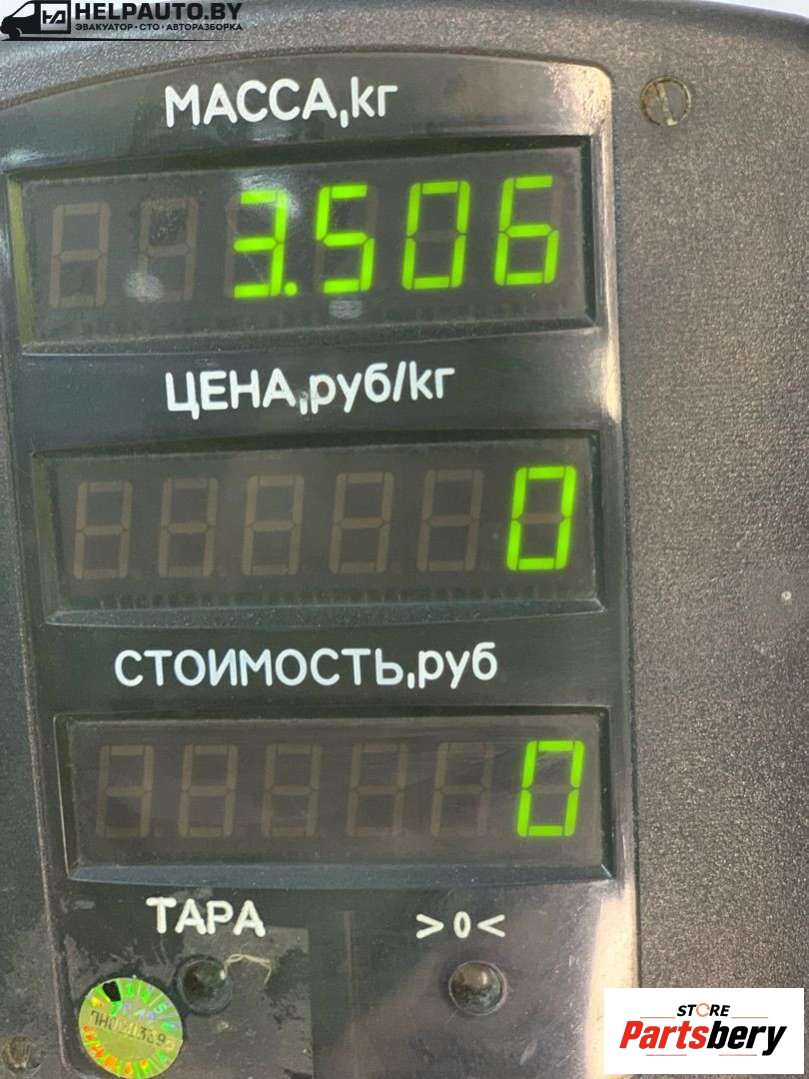 HELPAUTO.BY
ЭВАКУАТОР • СТО • АВТОРАЗБОРКА
МАССА,кг
3.506
ЦЕНА,руб/кг
0
СТОИМОСТЬ,руб
0
ТАРА >0<
STORE
Partsbery